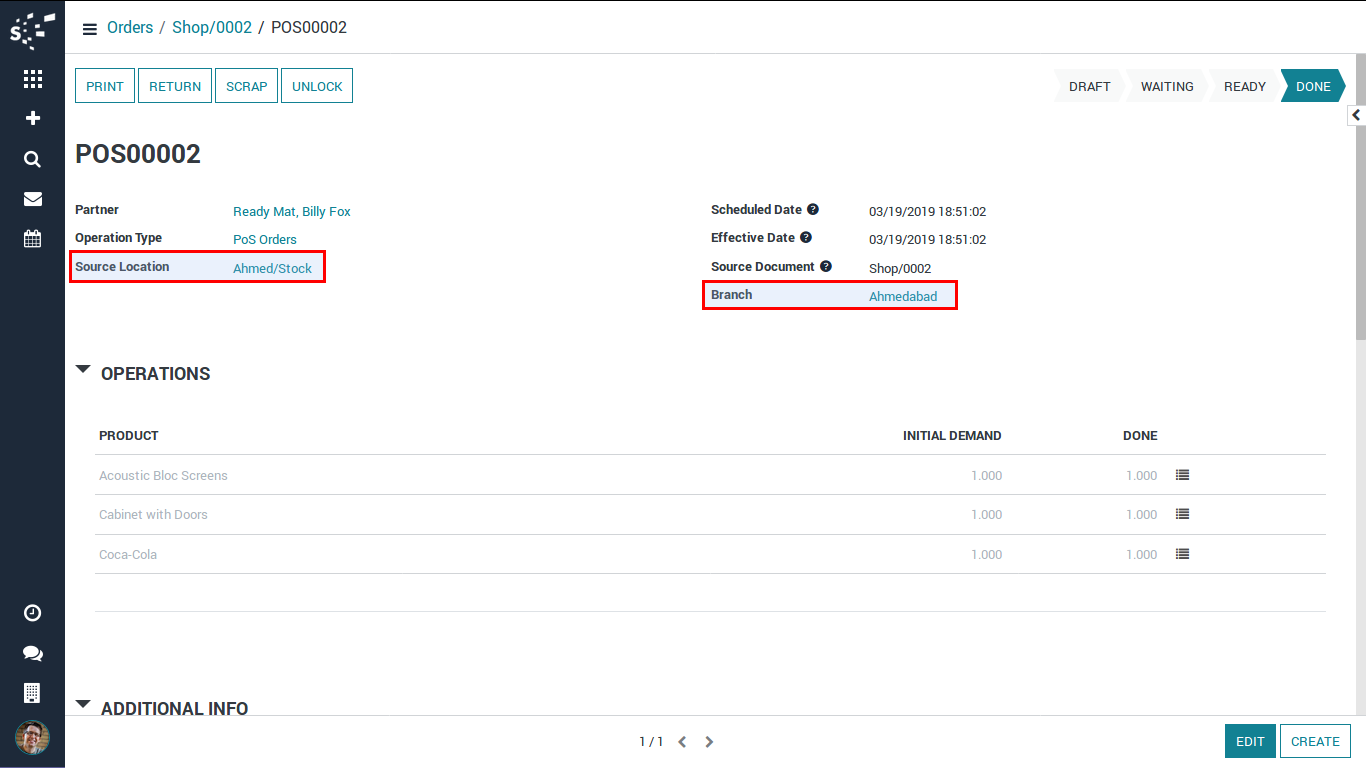 S
Orders / Shop/0002 / POS00002
PRINT RETURN SCRAP UNLOCK DRAFT WAITING READY DONE
POS00002
Partner Ready Mat, Billy Fox Scheduled Date ? 03/19/2019 18:51:02
Operation Type PoS Orders Effective Date ? 03/19/2019 18:51:02
Source Location Ahmed/Stock Source Document ? Shop/0002
Branch Ahmedabad
OPERATIONS
PRODUCT INITIAL DEMAND DONE
Acoustic Bloc Screens 1.000 1.000
Cabinet with Doors 1.000 1.000
Coca-Cola 1.000 1.000
ADDITIONAL INFO
1 / 1
EDIT CREATE